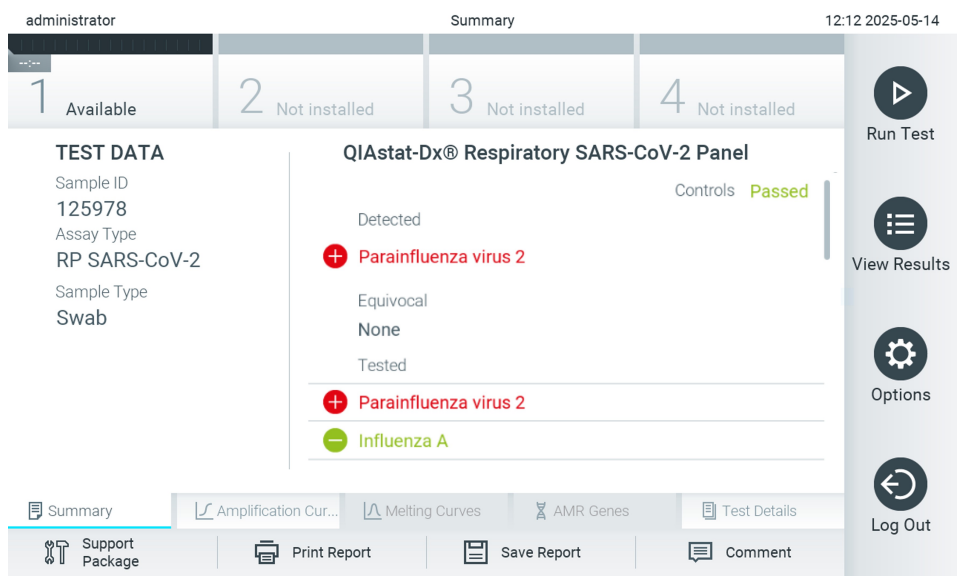 administrator
Summary
12:12 2025-05-14
--:--
1 Available
2 Not installed
3 Not installed
4 Not installed
Run Test
View Results
Options
Log Out
TEST DATA
Sample ID
125978
Assay Type
RP SARS-CoV-2
Sample Type
Swab
QIAstat-Dx® Respiratory SARS-CoV-2 Panel
Controls Passed
Detected
Parainfluenza virus 2
Equivocal
None
Tested
Parainfluenza virus 2
Influenza A
Summary
Amplification Cur...
Melting Curves
AMR Genes
Test Details
Support
Package
Print Report
Save Report
Comment